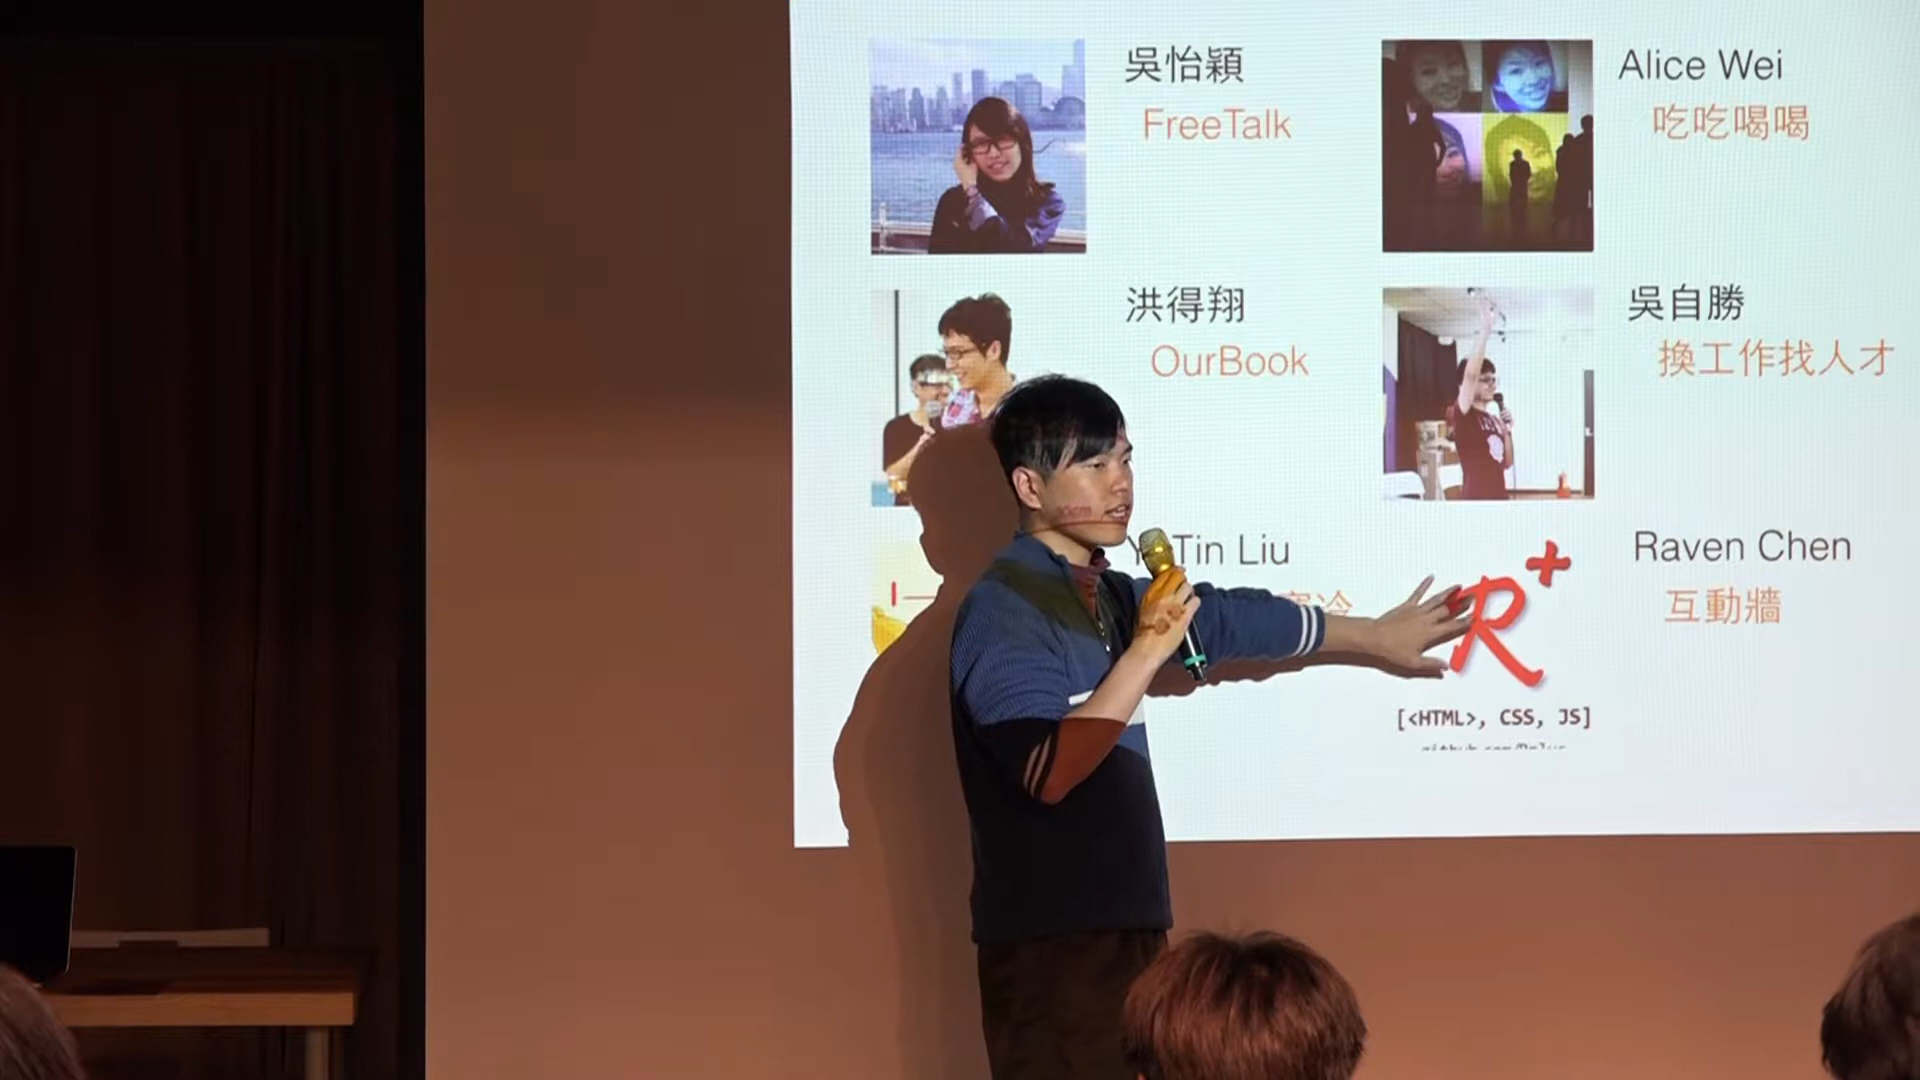 吳怡穎
FreeTalk
Alice Wei
吃吃喝喝
洪得翔
OurBook
吳自勝
換工作找人才
Tin Liu
Raven Chen
互動牆
R+
[<HTML>, CSS, JS]